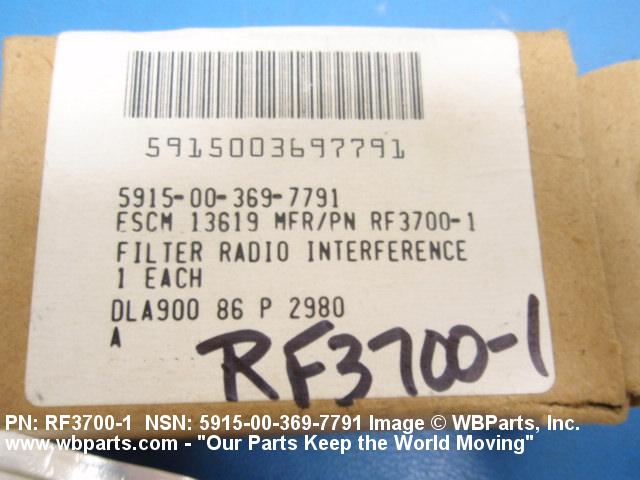 5915003697791
5915-00-369-7791
ESCM 13619 MFR/PN RF3700-1
FILTER RADIO INTERFERENCE
1 EACH
DLA900 86 P 2980
A
RF3700-1
PN: RF3700-1 NSN: 5915-00-369-7791 Image © WBParts, Inc.
www.wbparts.com - "Our Parts Keep the World Moving"